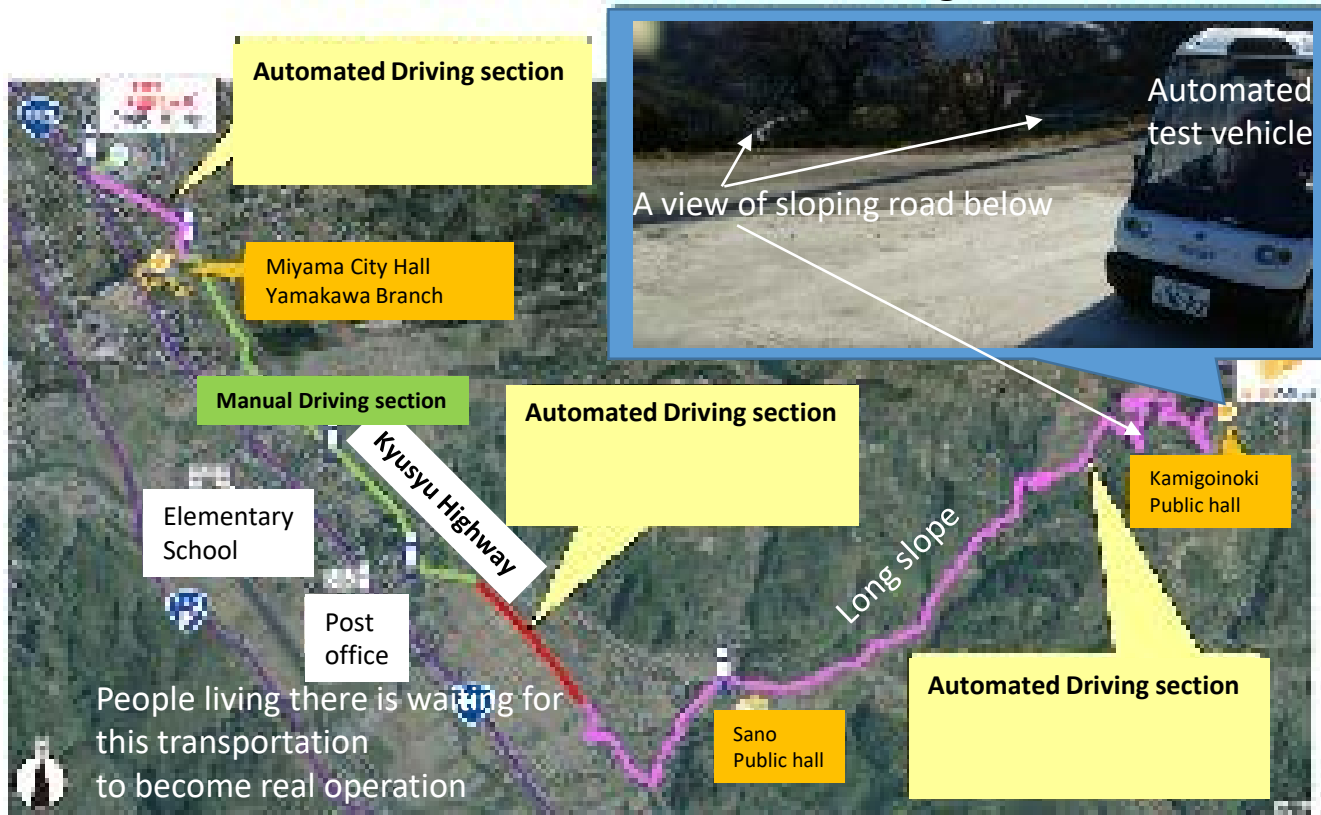 Automated Driving section
Automated
test vehicle
A view of sloping road below
Miyama City Hall
Yamakawa Branch
Manual Driving section
Automated Driving section
Kyusyu Highway
Kamigoinoki
Public hall
Elementary
School
Long slope
Post
office
Automated Driving section
People living there is waiting for
this transportation
to become real operation
Sano
Public hall